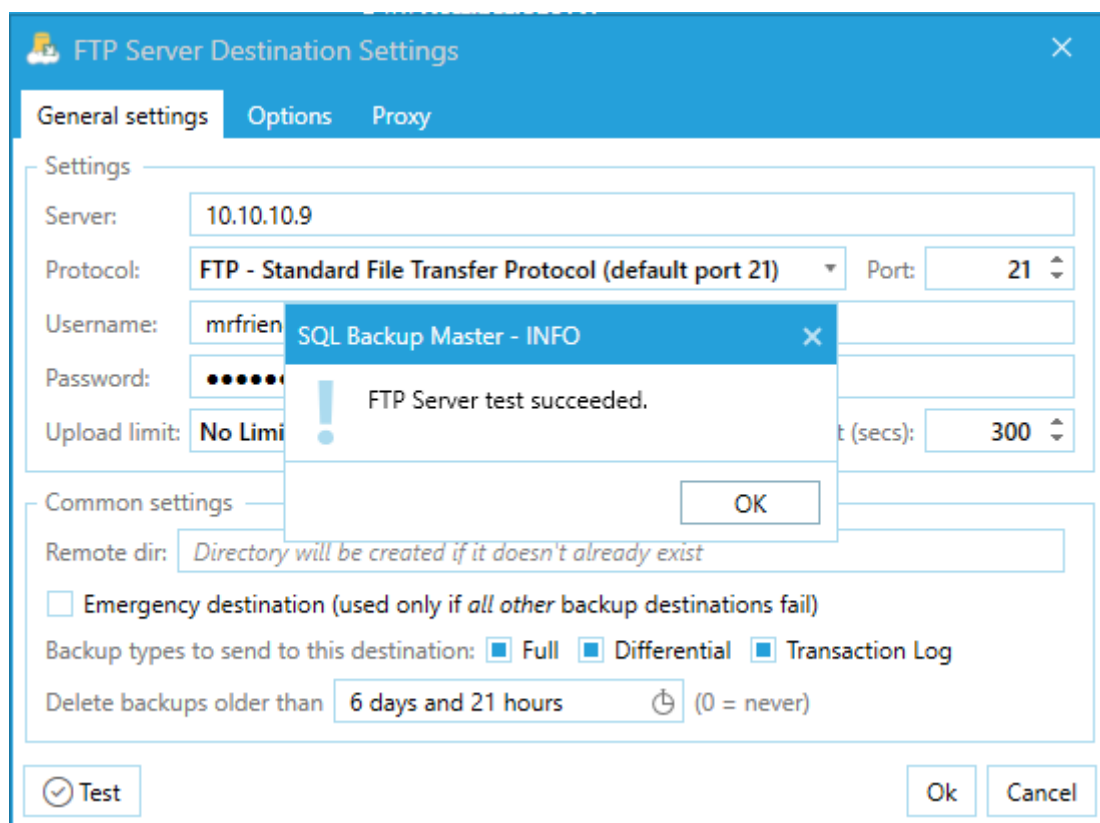 FTP Server Destination Settings
General settings Options Proxy
Settings
Server: 10.10.10.9
Protocol: FTP - Standard File Transfer Protocol (default port 21) Port: 21
Username: mrfrien
SQL Backup Master - INFO
Password: ●●●●●●
FTP Server test succeeded.
Upload limit: No Limi (secs): 300
OK
Common settings
Remote dir: Directory will be created if it doesn't already exist
Emergency destination (used only if all other backup destinations fail)
Backup types to send to this destination: Full Differential Transaction Log
Delete backups older than 6 days and 21 hours (0 = never)
Test Ok Cancel